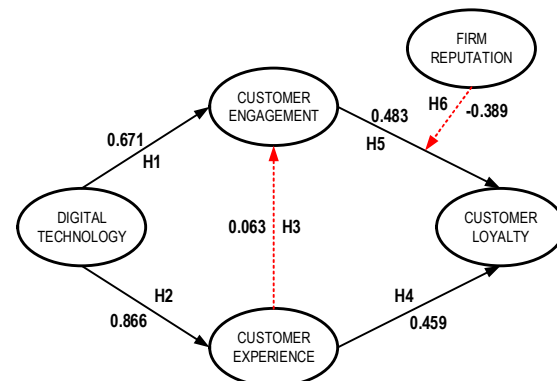 FIRM
REPUTATION
CUSTOMER
ENGAGEMENT
0.483
H6
-0.389
0.671
H5
H1
DIGITAL
TECHNOLOGY
0.063
H3
CUSTOMER
LOYALTY
H2
H4
0.866
0.459
CUSTOMER
EXPERIENCE